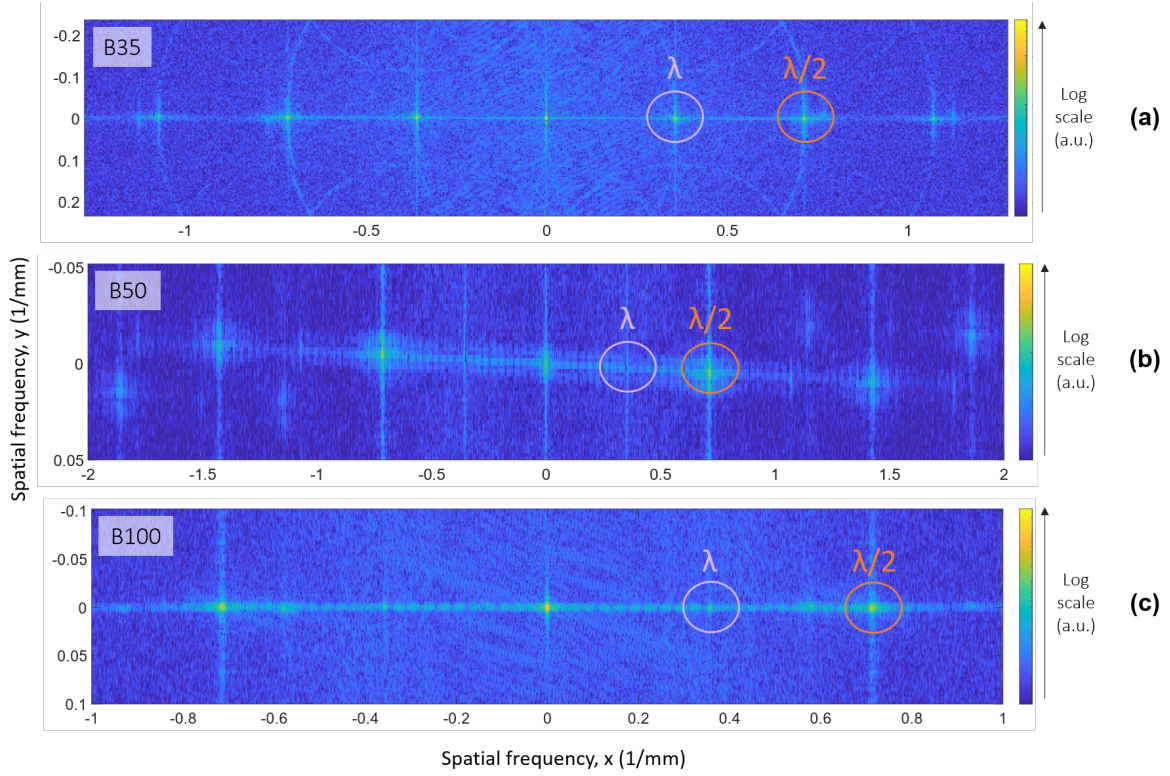 B35
λ
λ/2
-0.2
-0.1
0
0.1
0.2
-1
-0.5
0
0.5
1
Log
scale
(a.u.)
(a)
B50
λ
λ/2
-0.05
0
0.05
-2
-1.5
-1
-0.5
0
0.5
1
1.5
2
Log
scale
(a.u.)
(b)
Spatial frequency, y (1/mm)
B100
λ
λ/2
-0.1
-0.05
0
0.05
0.1
-1
-0.8
-0.6
-0.4
-0.2
0
0.2
0.4
0.6
0.8
1
Log
scale
(a.u.)
(c)
Spatial frequency, x (1/mm)